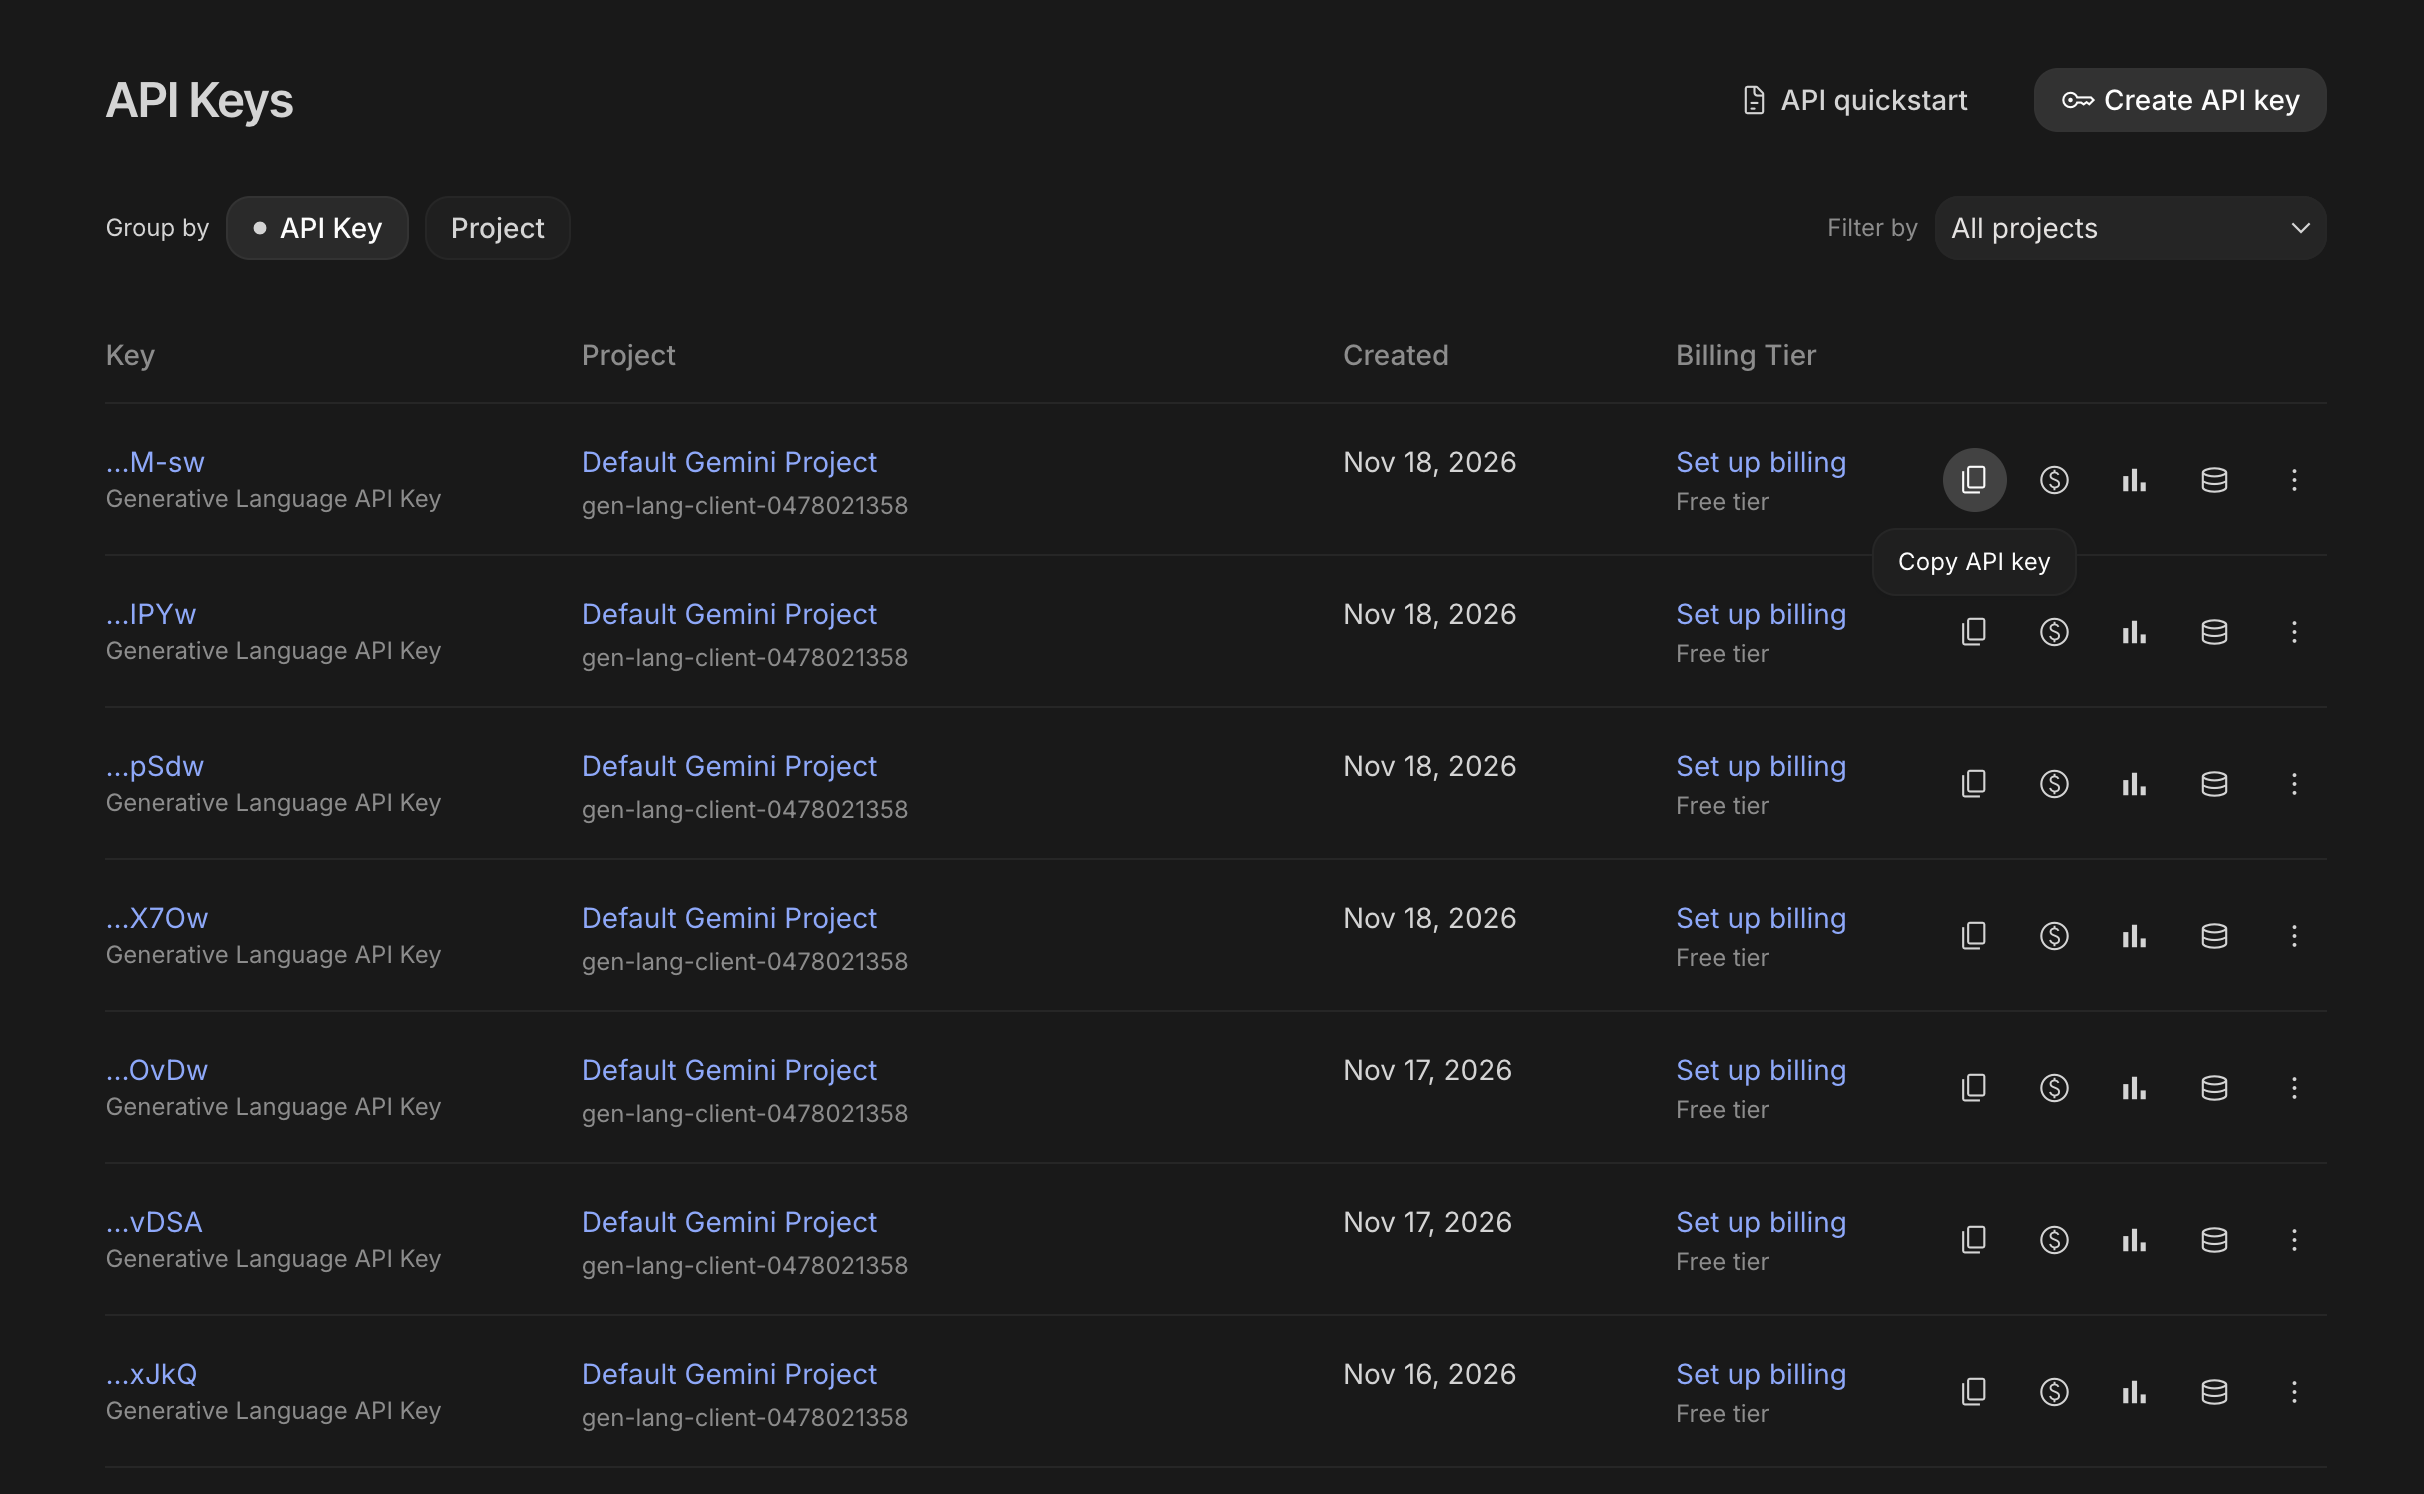 API Keys
API quickstart
Create API key
Group by
API Key
Project
Filter by
All projects
Key
Project
Created
Billing Tier
...M-sw
Generative Language API Key
Default Gemini Project
gen-lang-client-0478021358
Nov 18, 2026
Set up billing
Free tier
Copy API key
...IPYw
Generative Language API Key
Default Gemini Project
gen-lang-client-0478021358
Nov 18, 2026
Set up billing
Free tier
...pSdw
Generative Language API Key
Default Gemini Project
gen-lang-client-0478021358
Nov 18, 2026
Set up billing
Free tier
...X7Ow
Generative Language API Key
Default Gemini Project
gen-lang-client-0478021358
Nov 18, 2026
Set up billing
Free tier
...OvDw
Generative Language API Key
Default Gemini Project
gen-lang-client-0478021358
Nov 17, 2026
Set up billing
Free tier
...vDSA
Generative Language API Key
Default Gemini Project
gen-lang-client-0478021358
Nov 17, 2026
Set up billing
Free tier
...xJkQ
Generative Language API Key
Default Gemini Project
gen-lang-client-0478021358
Nov 16, 2026
Set up billing
Free tier